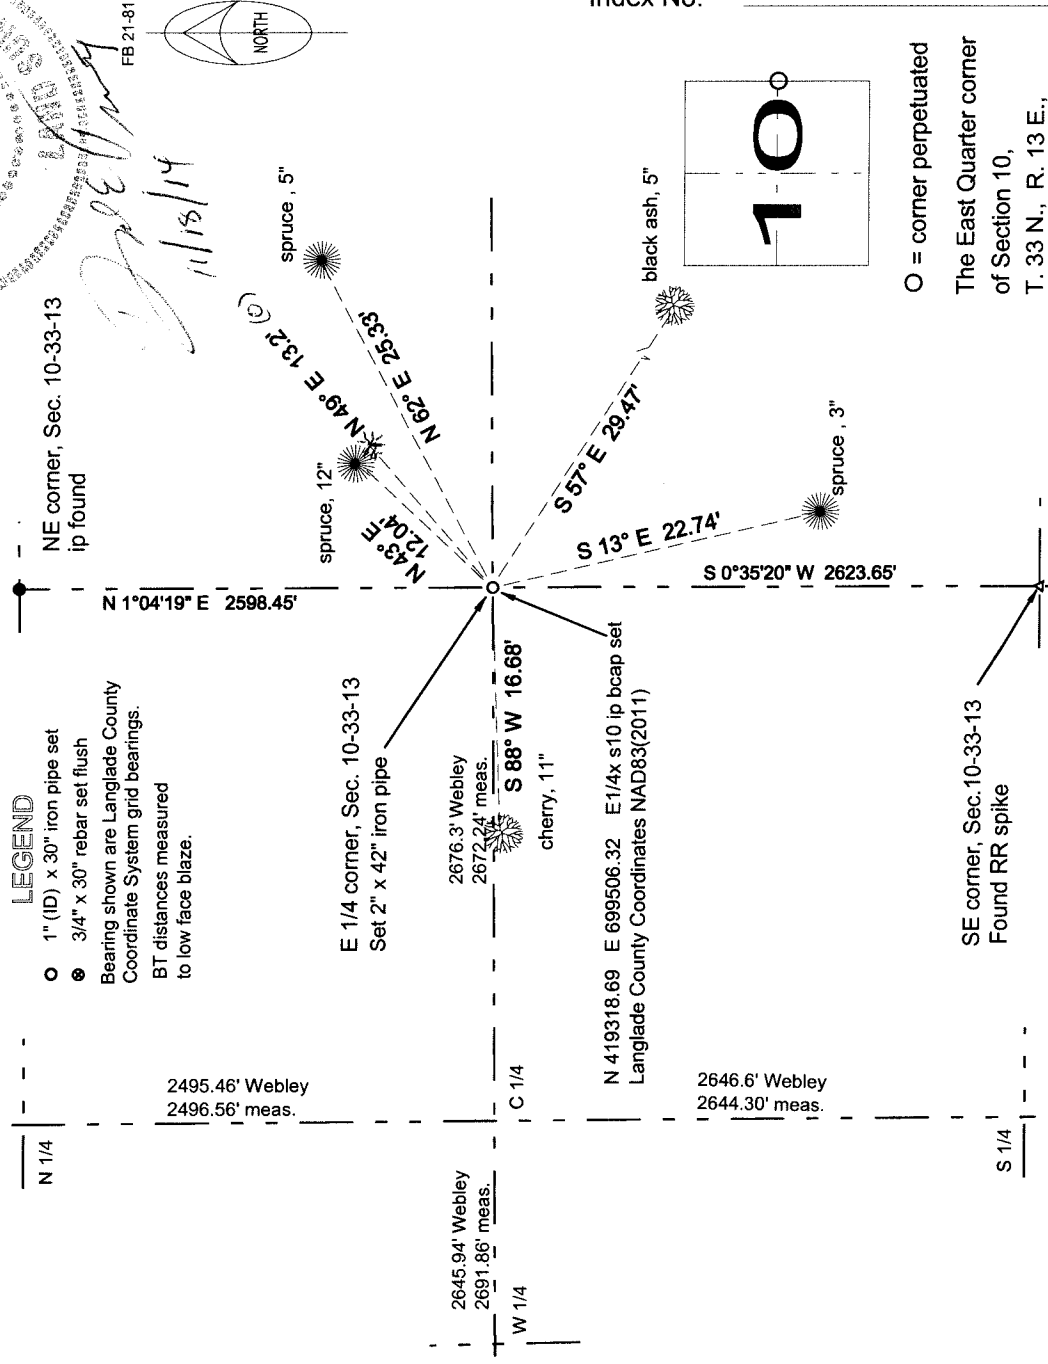 Index No.
LAND SU
11/18/14
FB 21-81
NORTH
LEGEND
1" (ID) x 30" iron pipe set
3/4" x 30" rebar set flush
Bearing shown are Langlade County
Coordinate System grid bearings.
BT distances measured
to low face blaze.
NE corner, Sec. 10-33-13
ip found
N 1°04'19" E 2598.45'
spruce, 12"
N 43° E
12.04'
N 49° E 13.2' (o)
spruce , 5"
N 62° E 25.33'
black ash, 5"
S 57° E 29.47'
spruce , 3"
S 13° E 22.74'
S 0°35'20" W 2623.65'
E 1/4 corner, Sec. 10-33-13
Set 2" x 42" iron pipe
2676.3' Webley
2672.24' meas.
S 88° W 16.68'
cherry, 11"
N 419318.69 E 699506.32 E1/4x s10 ip bcap set
Langlade County Coordinates NAD83(2011)
SE corner, Sec.10-33-13
Found RR spike
N 1/4
2495.46' Webley
2496.56' meas.
C 1/4
2646.6' Webley
2644.30' meas.
S 1/4
2645.94' Webley
2691.86' meas.
W 1/4
10
O = corner perpetuated
The East Quarter corner
of Section 10,
T. 33 N., R. 13 E.,